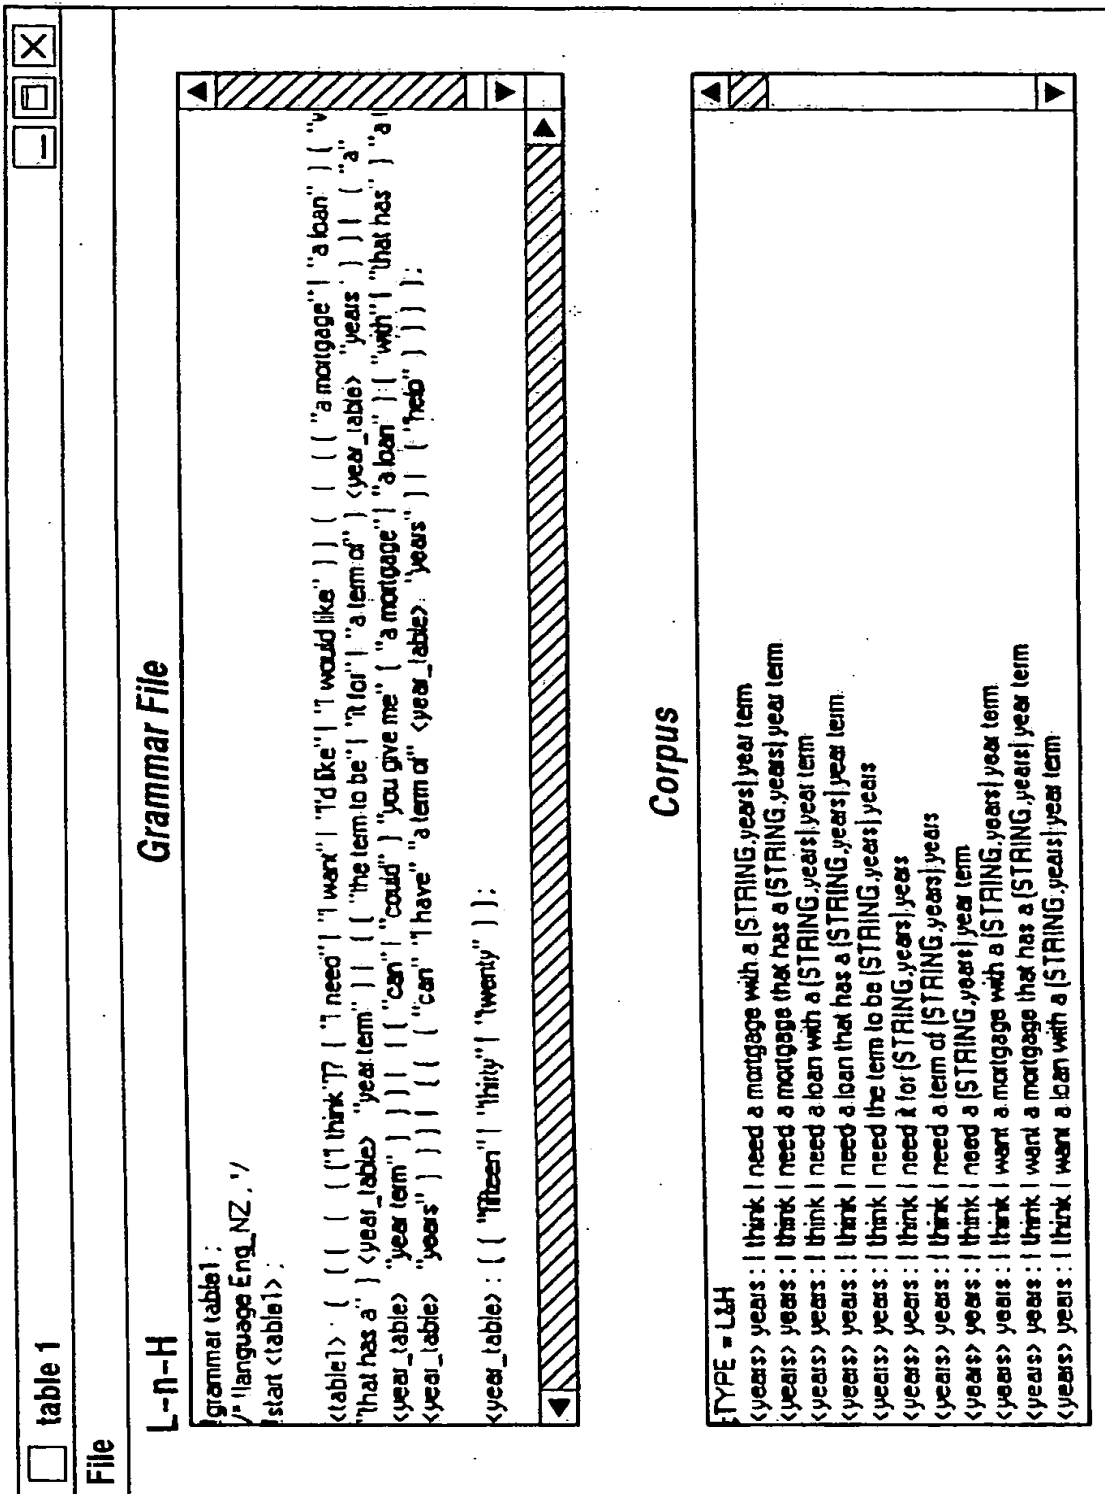 table 1
File
Grammar File
L-n-H
!grammar table1 ;
/* !language Eng_NZ, */
!start <table1> ;
<table1> : ( ( ( ( ( ("I think")? ( "I need" | "I want" | "I'd like" | "I would like" ) ) ( ( ( ( "a mortgage" | "a loan" ) ( "w
"that has a" ) <year_table> "year term" ) | ( ( "the term to be" | "it for" | "a term of" ) <year_table> "years" ) ) ) | ( "a"
<year_table> "year term" ) ) ) | ( ( "can" | "could" ) "you give me" ( "a mortgage" | "a loan" ) ( "with" | "that has" ) "a
<year_table> "years" ) ) ) | ( ( ( "can" "I have" "a term of" <year_table> "years" ) | ( "help" ) ) ) ) ;
<year_table> : ( ( "fifteen" | "thirty" | "twenty" ) ) ;
Corpus
;TYPE = L&H
<years> years : I think I need a mortgage with a {STRING,years} year term
<years> years : I think I need a mortgage that has a {STRING,years} year term
<years> years : I think I need a loan with a {STRING,years} year term
<years> years : I think I need a loan that has a {STRING,years} year term
<years> years : I think I need the term to be {STRING,years} years
<years> years : I think I need it for {STRING,years} years
<years> years : I think I need a term of {STRING,years} years
<years> years : I think I need a {STRING,years} year term
<years> years : I think I want a mortgage with a {STRING,years} year term
<years> years : I think I want a mortgage that has a {STRING,years} year term
<years> years : I think I want a loan with a {STRING,years} year term